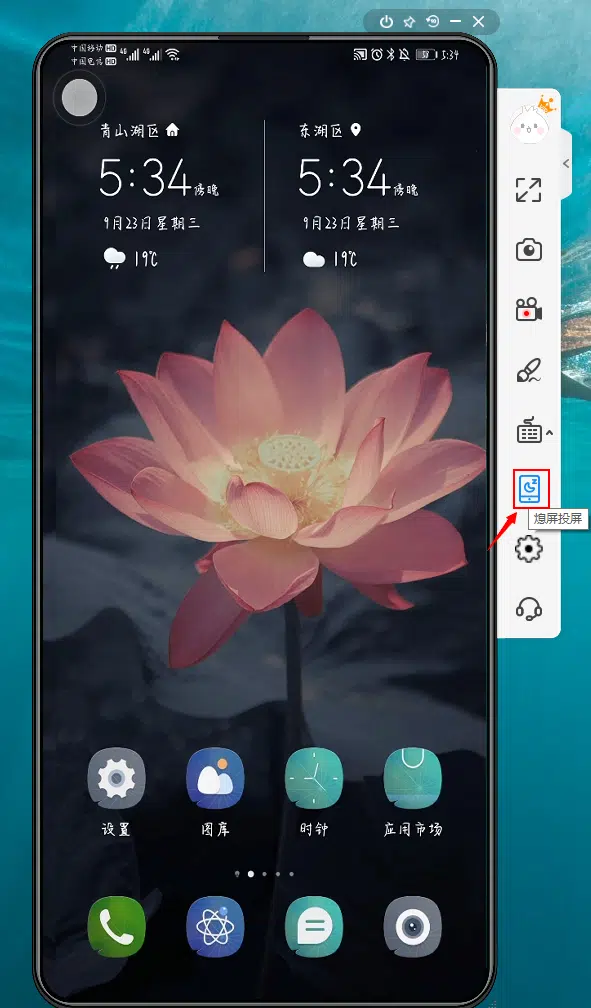 中国移动 HD 4G 4G 5:34
中国电信 HD
青山湖区 东湖区
5:34 傍晚 5:34 傍晚
9月23日 星期三 9月23日 星期三
19℃ 19℃
熄屏投屏
设置 图库 时钟 应用市场